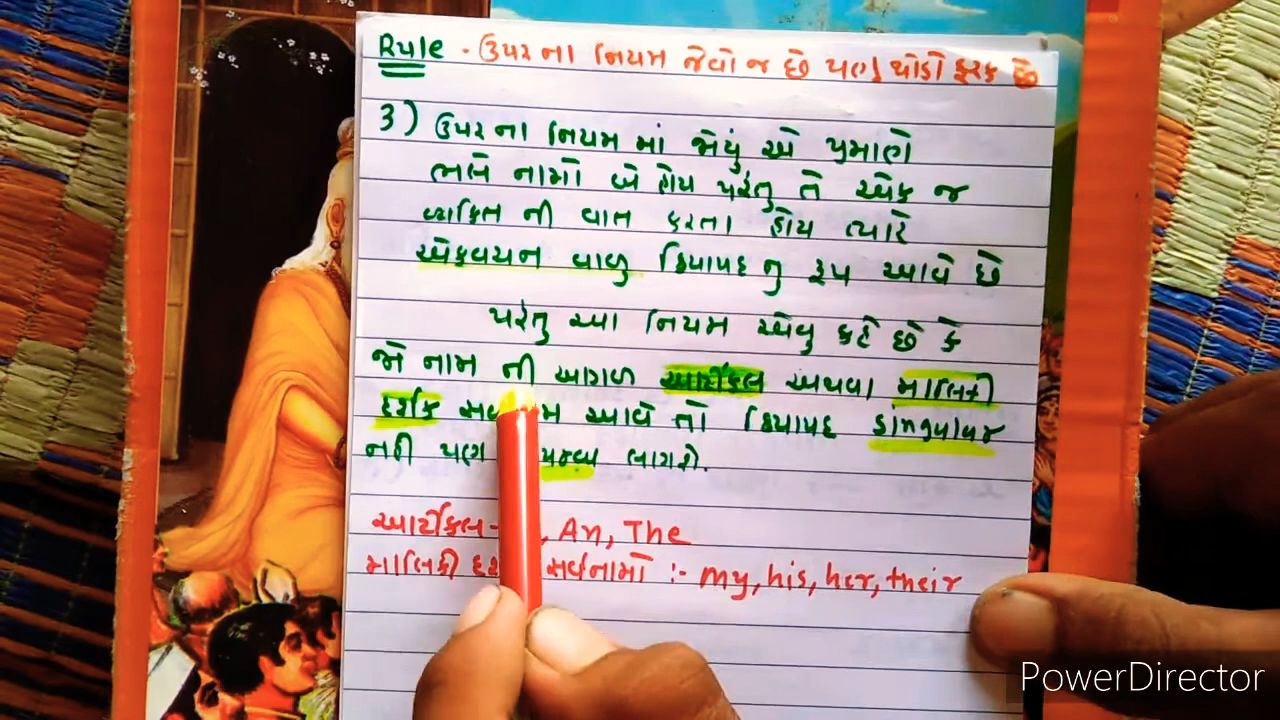 Rule - ઉપર ના નિયમ જેવો જ છે પણ થોડો ફરક છે
3) ઉપર ના નિયમ માં જોયું એ પ્રમાણે
ભલે નામો બે હોય પરંતુ તે એક જ
વ્યકિત ની વાત કરતા હોય ત્યારે
એકવચન વાળુ ક્રિયાપદ નુ રૂપ આવે છે
પરંતુ આ નિયમ એવુ કહે છે કે
જો નામ ની આગળ આર્ટીકલ અથવા માલિકી
દર્શક આવે તો ક્રિયાપદ singular
નહી પણ લાગશે.
આર્ટીકલ - , An, The
માલિકી સર્વનામો :- my, his, her, their
PowerDirector